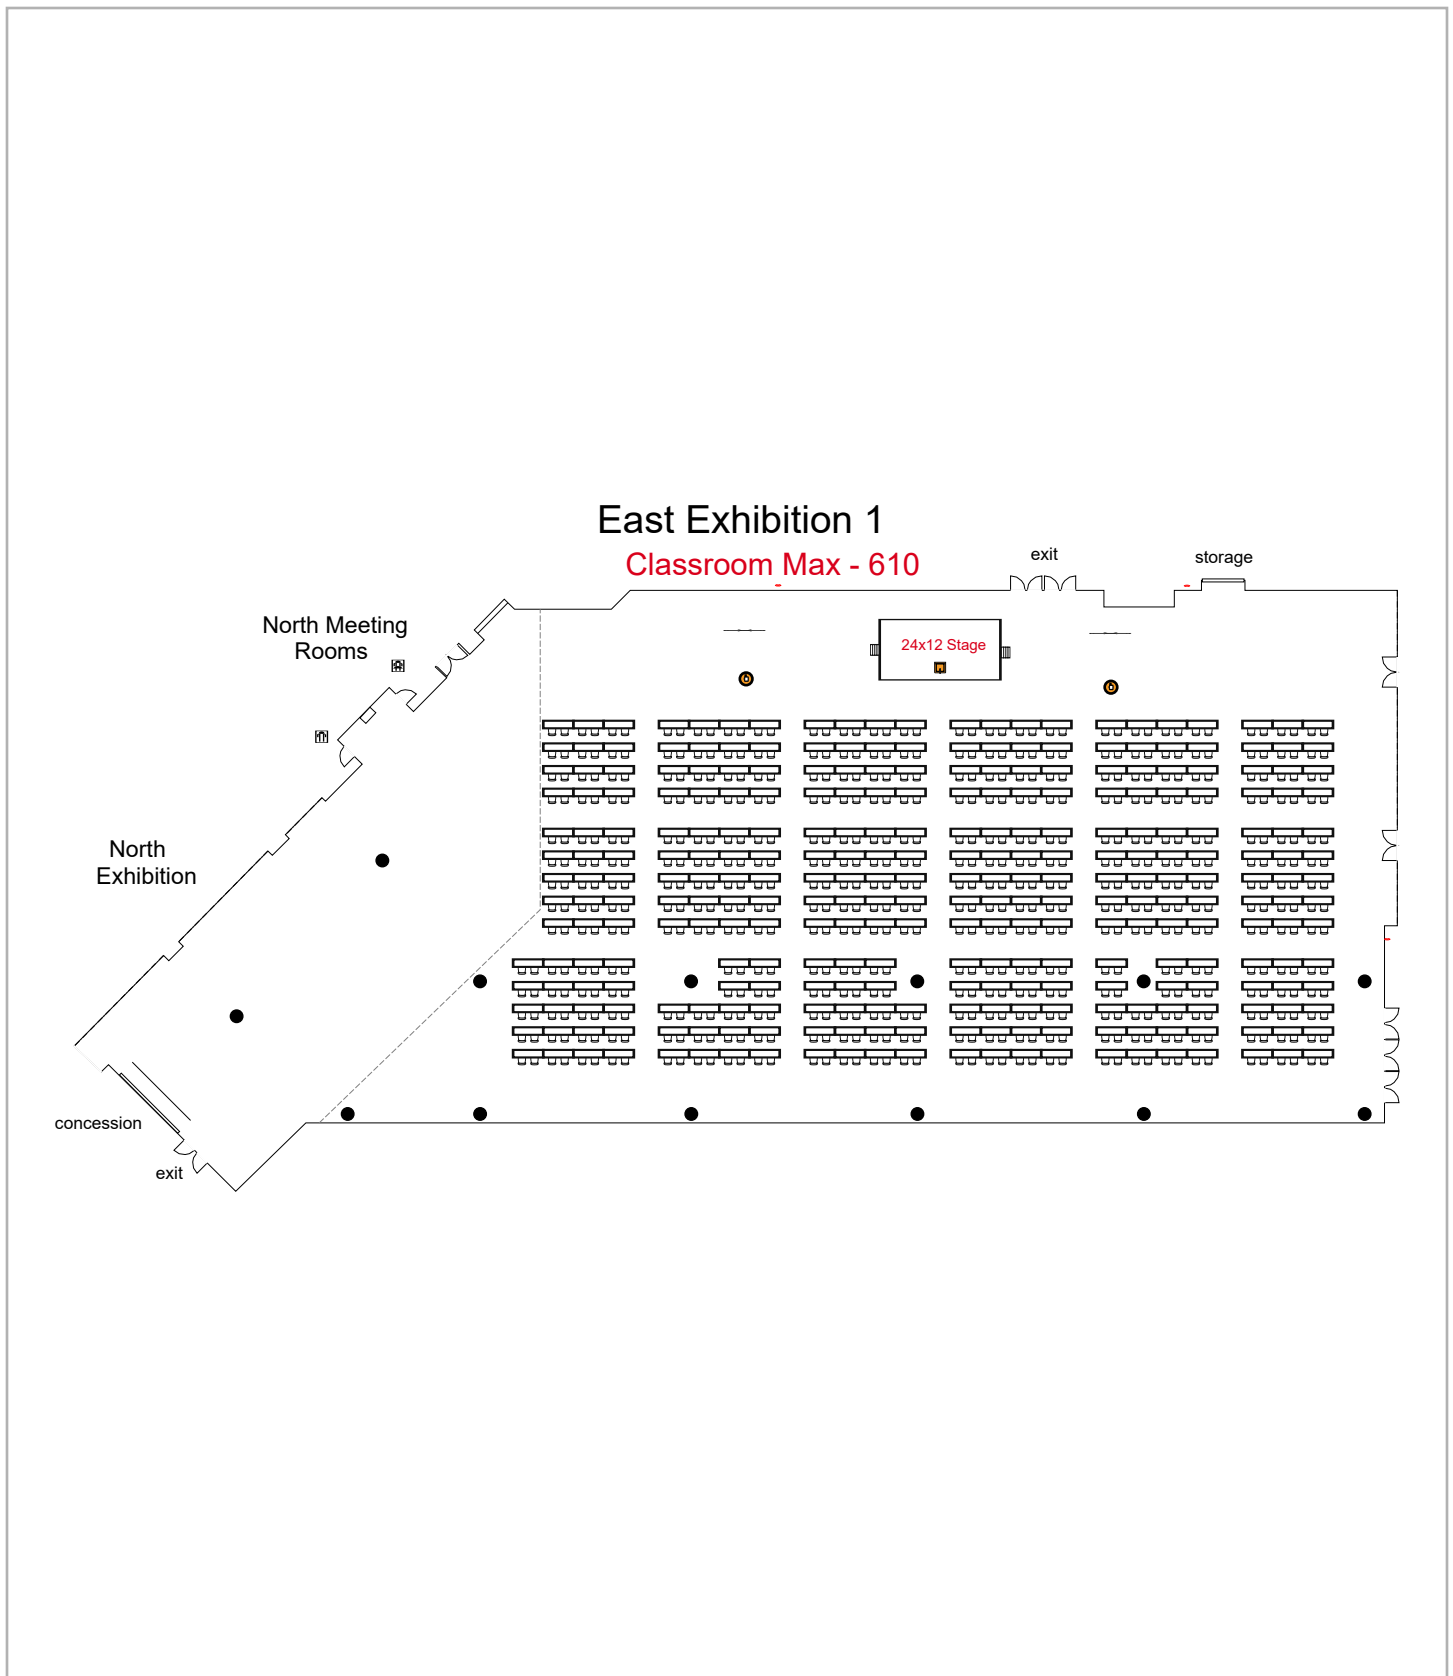 East Exhibition 1
Classroom Max - 610
exit
storage
North Meeting
Rooms
24x12 Stage
North
Exhibition
concession
exit